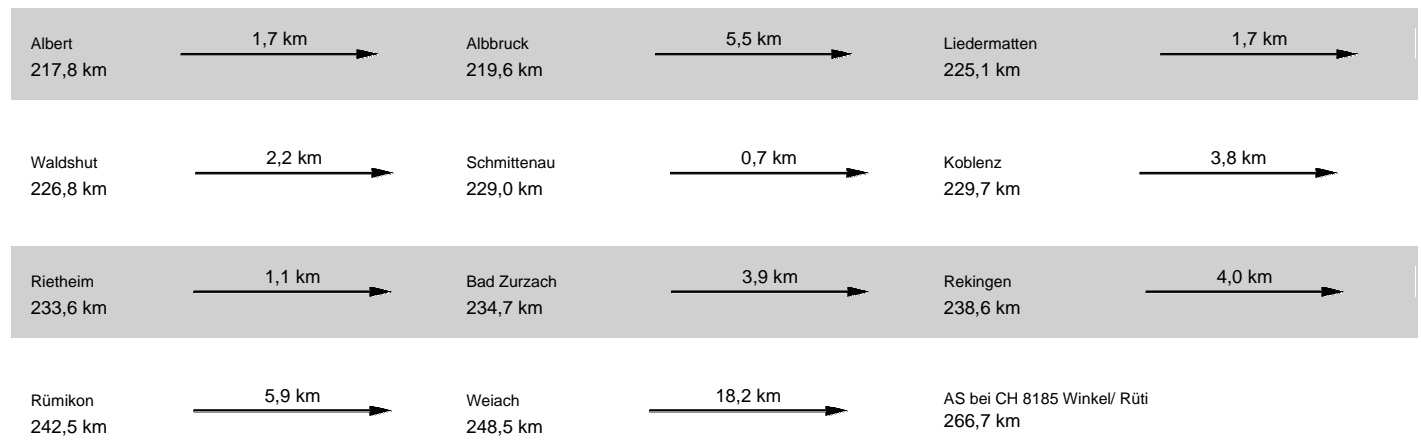 Albert
217,8 km
1,7 km
Albbruck
219,6 km
5,5 km
Liedermatten
225,1 km
1,7 km
Waldshut
226,8 km
2,2 km
Schmittenau
229,0 km
0,7 km
Koblenz
229,7 km
3,8 km
Rietheim
233,6 km
1,1 km
Bad Zurzach
234,7 km
3,9 km
Rekingen
238,6 km
4,0 km
Rümikon
242,5 km
5,9 km
Weiach
248,5 km
18,2 km
AS bei CH 8185 Winkel/ Rüti
266,7 km